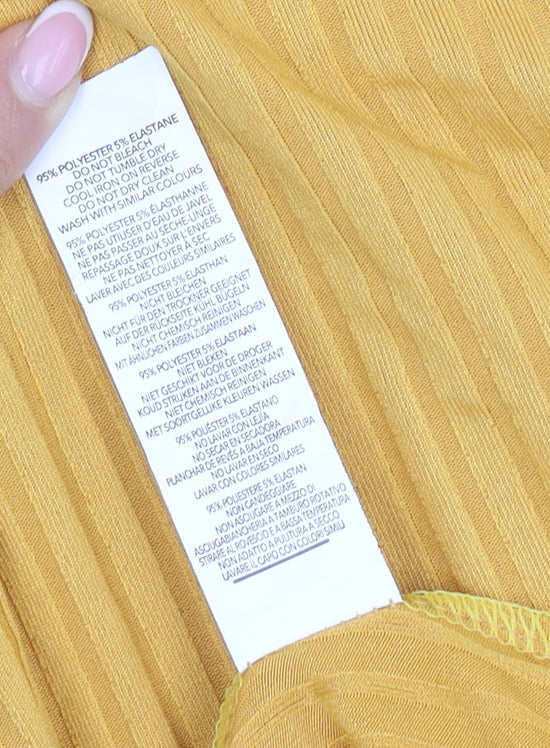 95% POLYESTER 5% ELASTANE
DO NOT BLEACH
DO NOT TUMBLE DRY
COOL IRON ON REVERSE
DO NOT DRY CLEAN
WASH WITH SIMILAR COLOURS
95% POLYESTER 5% ÉLASTHANNE
NE PAS UTILISER D'EAU DE JAVEL
NE PAS PASSER AU SÈCHE-LINGE
REPASSAGE DOUX SUR L'ENVERS
NE PAS NETTOYER À SEC
LAVER AVEC DES COULEURS SIMILAIRES
95% POLYESTER 5% ELASTHAN
NICHT BLEICHEN
NICHT FÜR DEN TROCKNER GEEIGNET
AUF DER RÜCKSEITE KÜHL BÜGELN
NICHT CHEMISCH REINIGEN
MIT ÄHNLICHEN FARBEN ZUSAMMEN WASCHEN
95% POLYESTER 5% ELASTAAN
NIET BLEKEN
NIET GESCHIKT VOOR DE DROGER
KOUD STRIJKEN AAN DE BINNENKANT
NIET CHEMISCH REINIGEN
MET SOORTGELIJKE KLEUREN WASSEN
95% POLIÉSTER 5% ELASTANO
NO LAVAR CON LEJÍA
NO SECAR EN SECADORA
PLANCHAR DE REVÉS A BAJA TEMPERATURA
NO LAVAR EN SECO
LAVAR CON COLORES SIMILARES
95% POLIESTERE 5% ELASTAN
NON CANDEGGIARE
NON ASCIUGARE A MEZZO DI
ASCIUGABIANCHERIA A TAMBURO ROTATIVO
STIRARE AL ROVESCIO E A BASSA TEMPERATURA
NON ADATTO A PULITURA A SECCO
LAVARE IL CAPO CON COLORI SIMILI